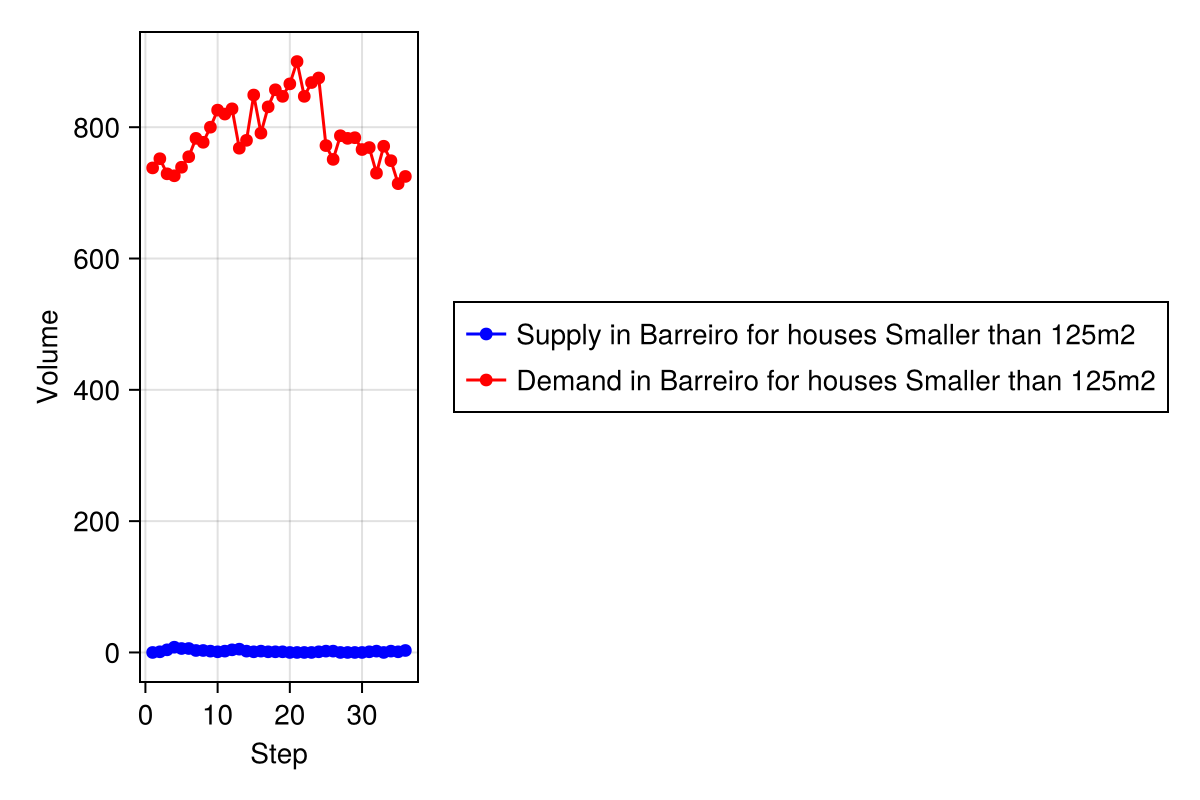 Volume
800
600
400
200
0
0 10 20 30
Step
Supply in Barreiro for houses Smaller than 125m2
Demand in Barreiro for houses Smaller than 125m2